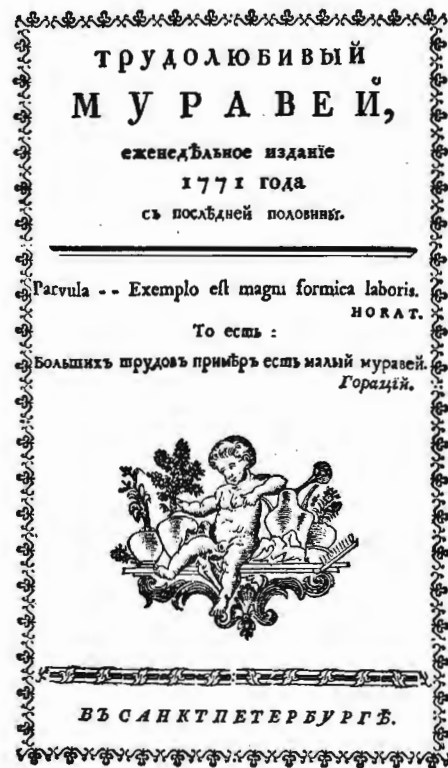 ТРУДОЛЮБИВЫЙ
МУРАВЕЙ,
еженедѣльное изданїе
1771 года
съ послѣдней половины.
Parvula -- Exemplo est magni formica laboris.
HORAT.
То есть :
Большихъ трудовъ примѣръ есть малый муравей.
Горацїй.
ВЪ САНКТПЕТЕРБУРГѢ.